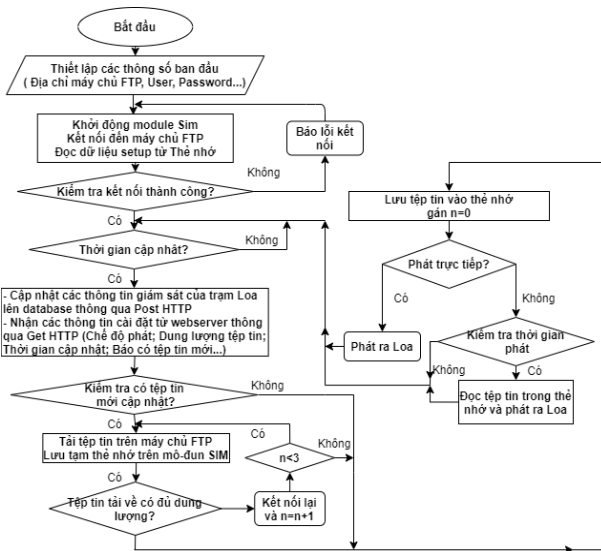 Bắt đầu
Thiết lập các thông số ban đầu
( Địa chỉ máy chủ FTP, User, Password...)
Khởi động module Sim
Kết nối đến máy chủ FTP
Đọc dữ liệu setup từ Thẻ nhớ
Báo lỗi kết
nối
Không
Kiểm tra kết nối thành công?
Có
Thời gian cập nhât?
Không
Có
- Cập nhật các thông tin giám sát của trạm Loa
lên database thông qua Post HTTP
- Nhận các thông tin cài đặt từ webserver thông
qua Get HTTP (Chế độ phát; Dung lượng tệp tin;
Thời gian cập nhật; Báo có tệp tin mới...)
Kiểm tra có tệp tin
mới cập nhật?
Không
Có
Tải tệp tin trên máy chủ FTP
Lưu tạm thẻ nhớ trên mô-đun SIM
Có
n<3
Không
Có
Tệp tin tải về có đủ dung
lượng?
Kết nối lại
và n=n+1
Lưu tệp tin vào thẻ nhớ
gán n=0
Phát trực tiếp?
Có
Không
Phát ra Loa
Kiểm tra thời gian
phát
Không
Có
Đọc tệp tin trong thẻ
nhớ và phát ra Loa